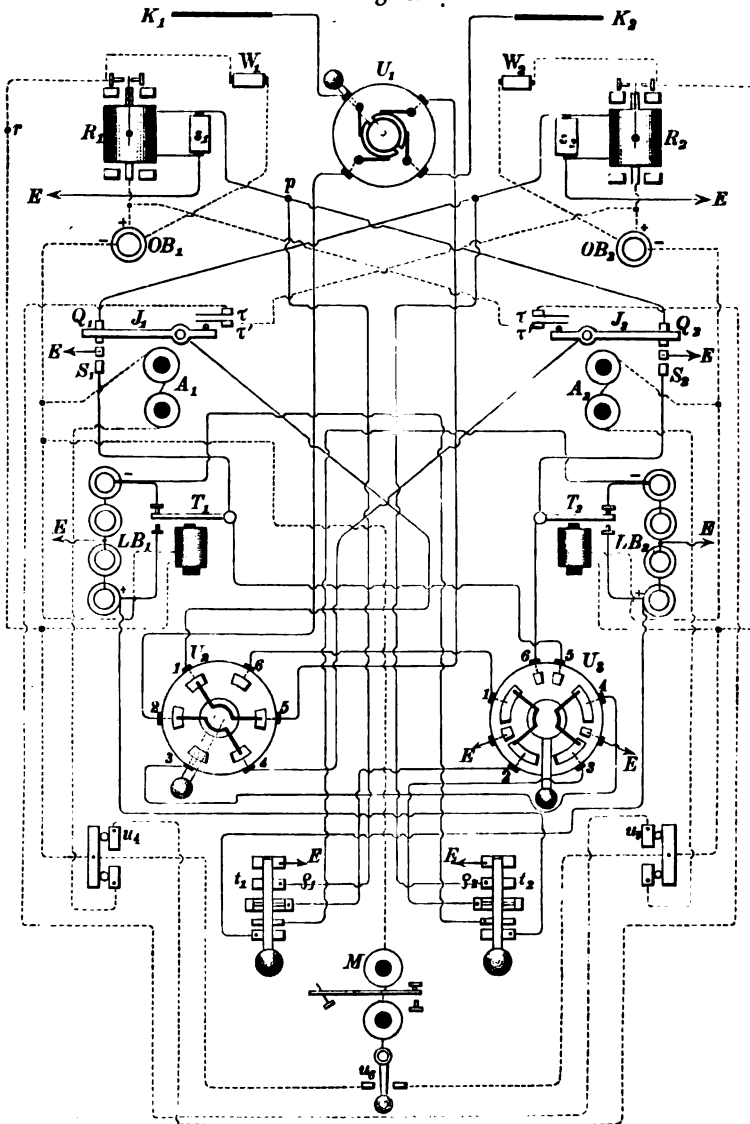 K₁ K₂
U₁
W₁ W₂
r R₁ s₁ R₂
E p E
+ - OB₁ + OB₂ -
Q₁ J₁ τ τ' τ J₂ Q₂
E S₁ E S₂
A₁ A₂
- T₁ T₂ -
E LB₁ LB₂ E
+ +
1 U₂ 6 6 5 U₃
2 5 1 4
3 4 E 2 3 E
u₄
t₁ E ϱ₁ E ϱ₂ t₂
M
u₆